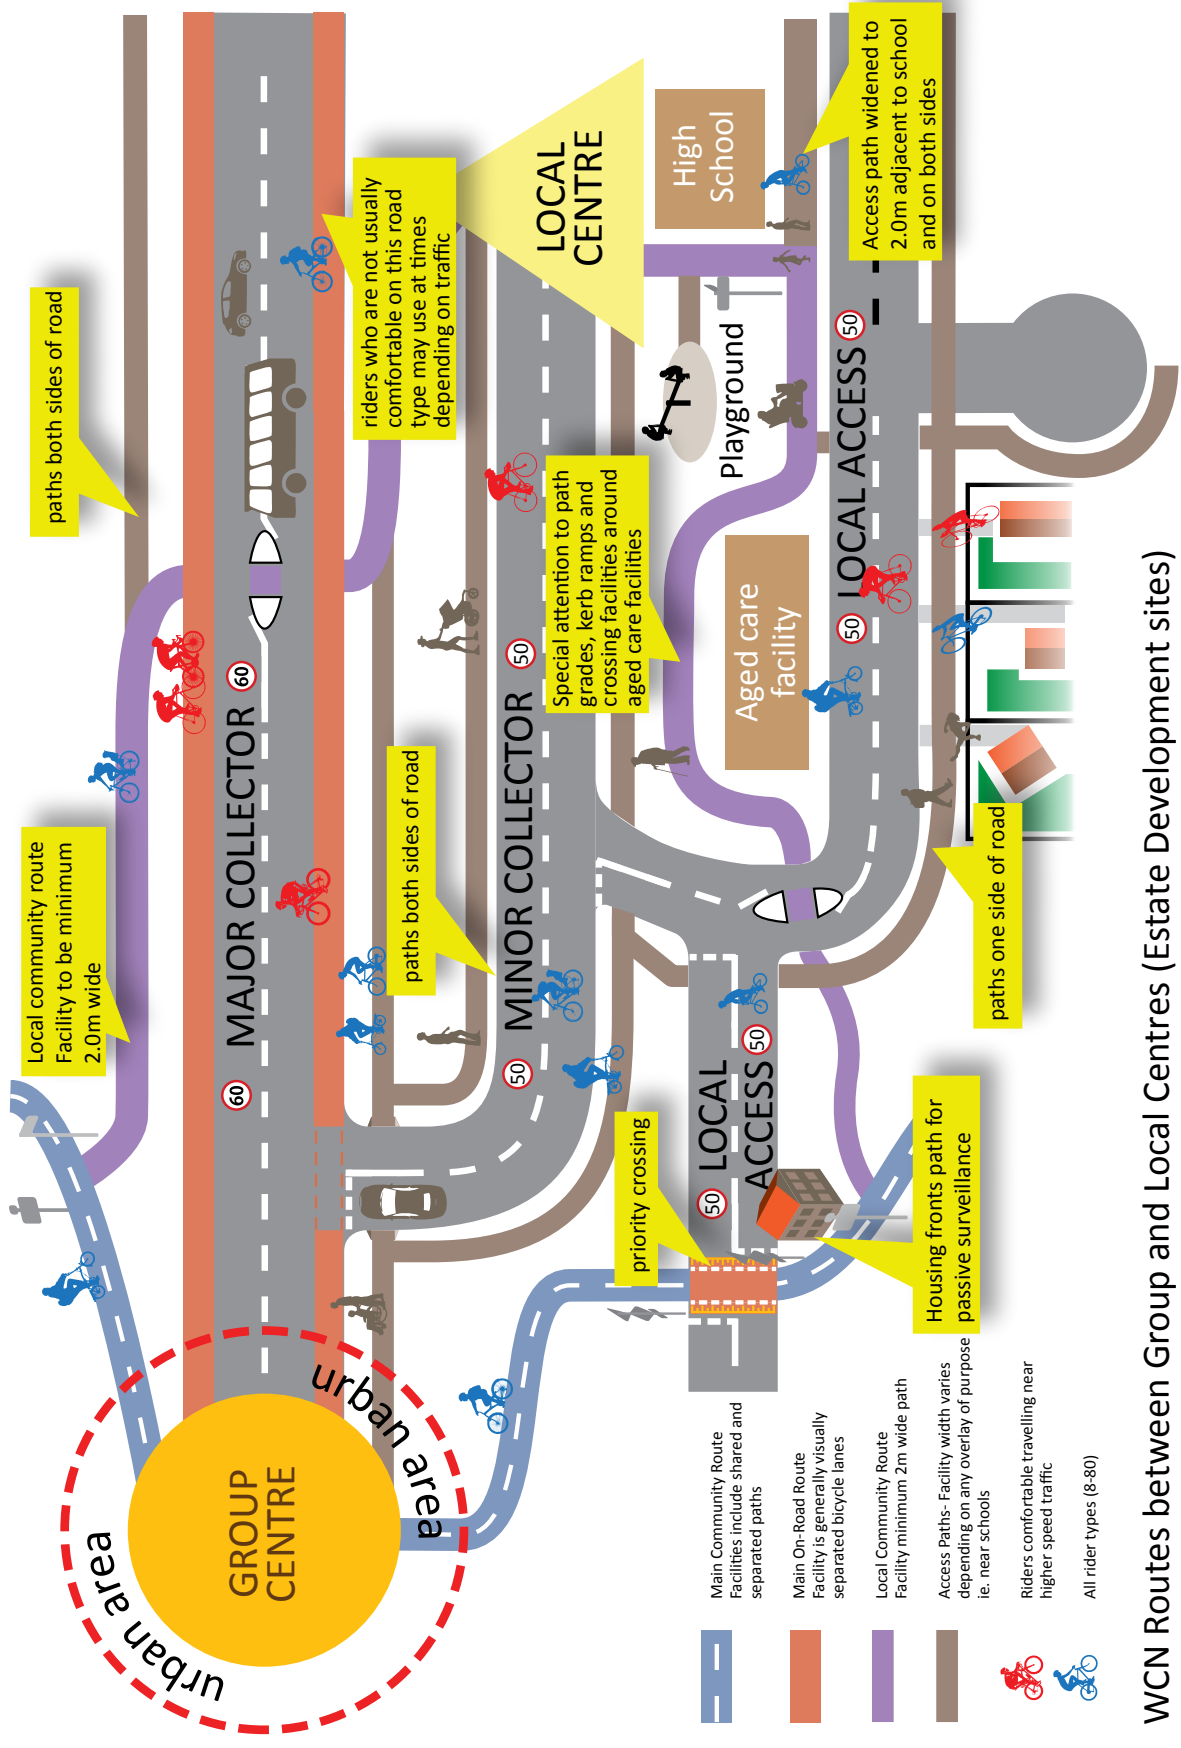 paths both sides of road
Local community route
Facility to be minimum
2.0m wide
riders who are not usually
comfortable on this road
type may use at times
depending on traffic
MAJOR COLLECTOR
60
60
urban area
urban area
GROUP
CENTRE
paths both sides of road
MINOR COLLECTOR
50
50
LOCAL
CENTRE
Special attention to path
grades, kerb ramps and
crossing facilities around
aged care facilities
High
School
Playground
Aged care
facility
Access path widened to
2.0m adjacent to school
and on both sides
priority crossing
LOCAL
ACCESS
50
50
LOCAL ACCESS
50
50
paths one side of road
Housing fronts path for
passive surveillance
Main Community Route
Facilities include shared and
separated paths
Main On-Road Route
Facility is generally visually
separated bicycle lanes
Local Community Route
Facility minimum 2m wide path
Access Paths- Facility width varies
depending on any overlay of purpose
ie. near schools
Riders comfortable travelling near
higher speed traffic
All rider types (8-80)
WCN Routes between Group and Local Centres (Estate Development sites)